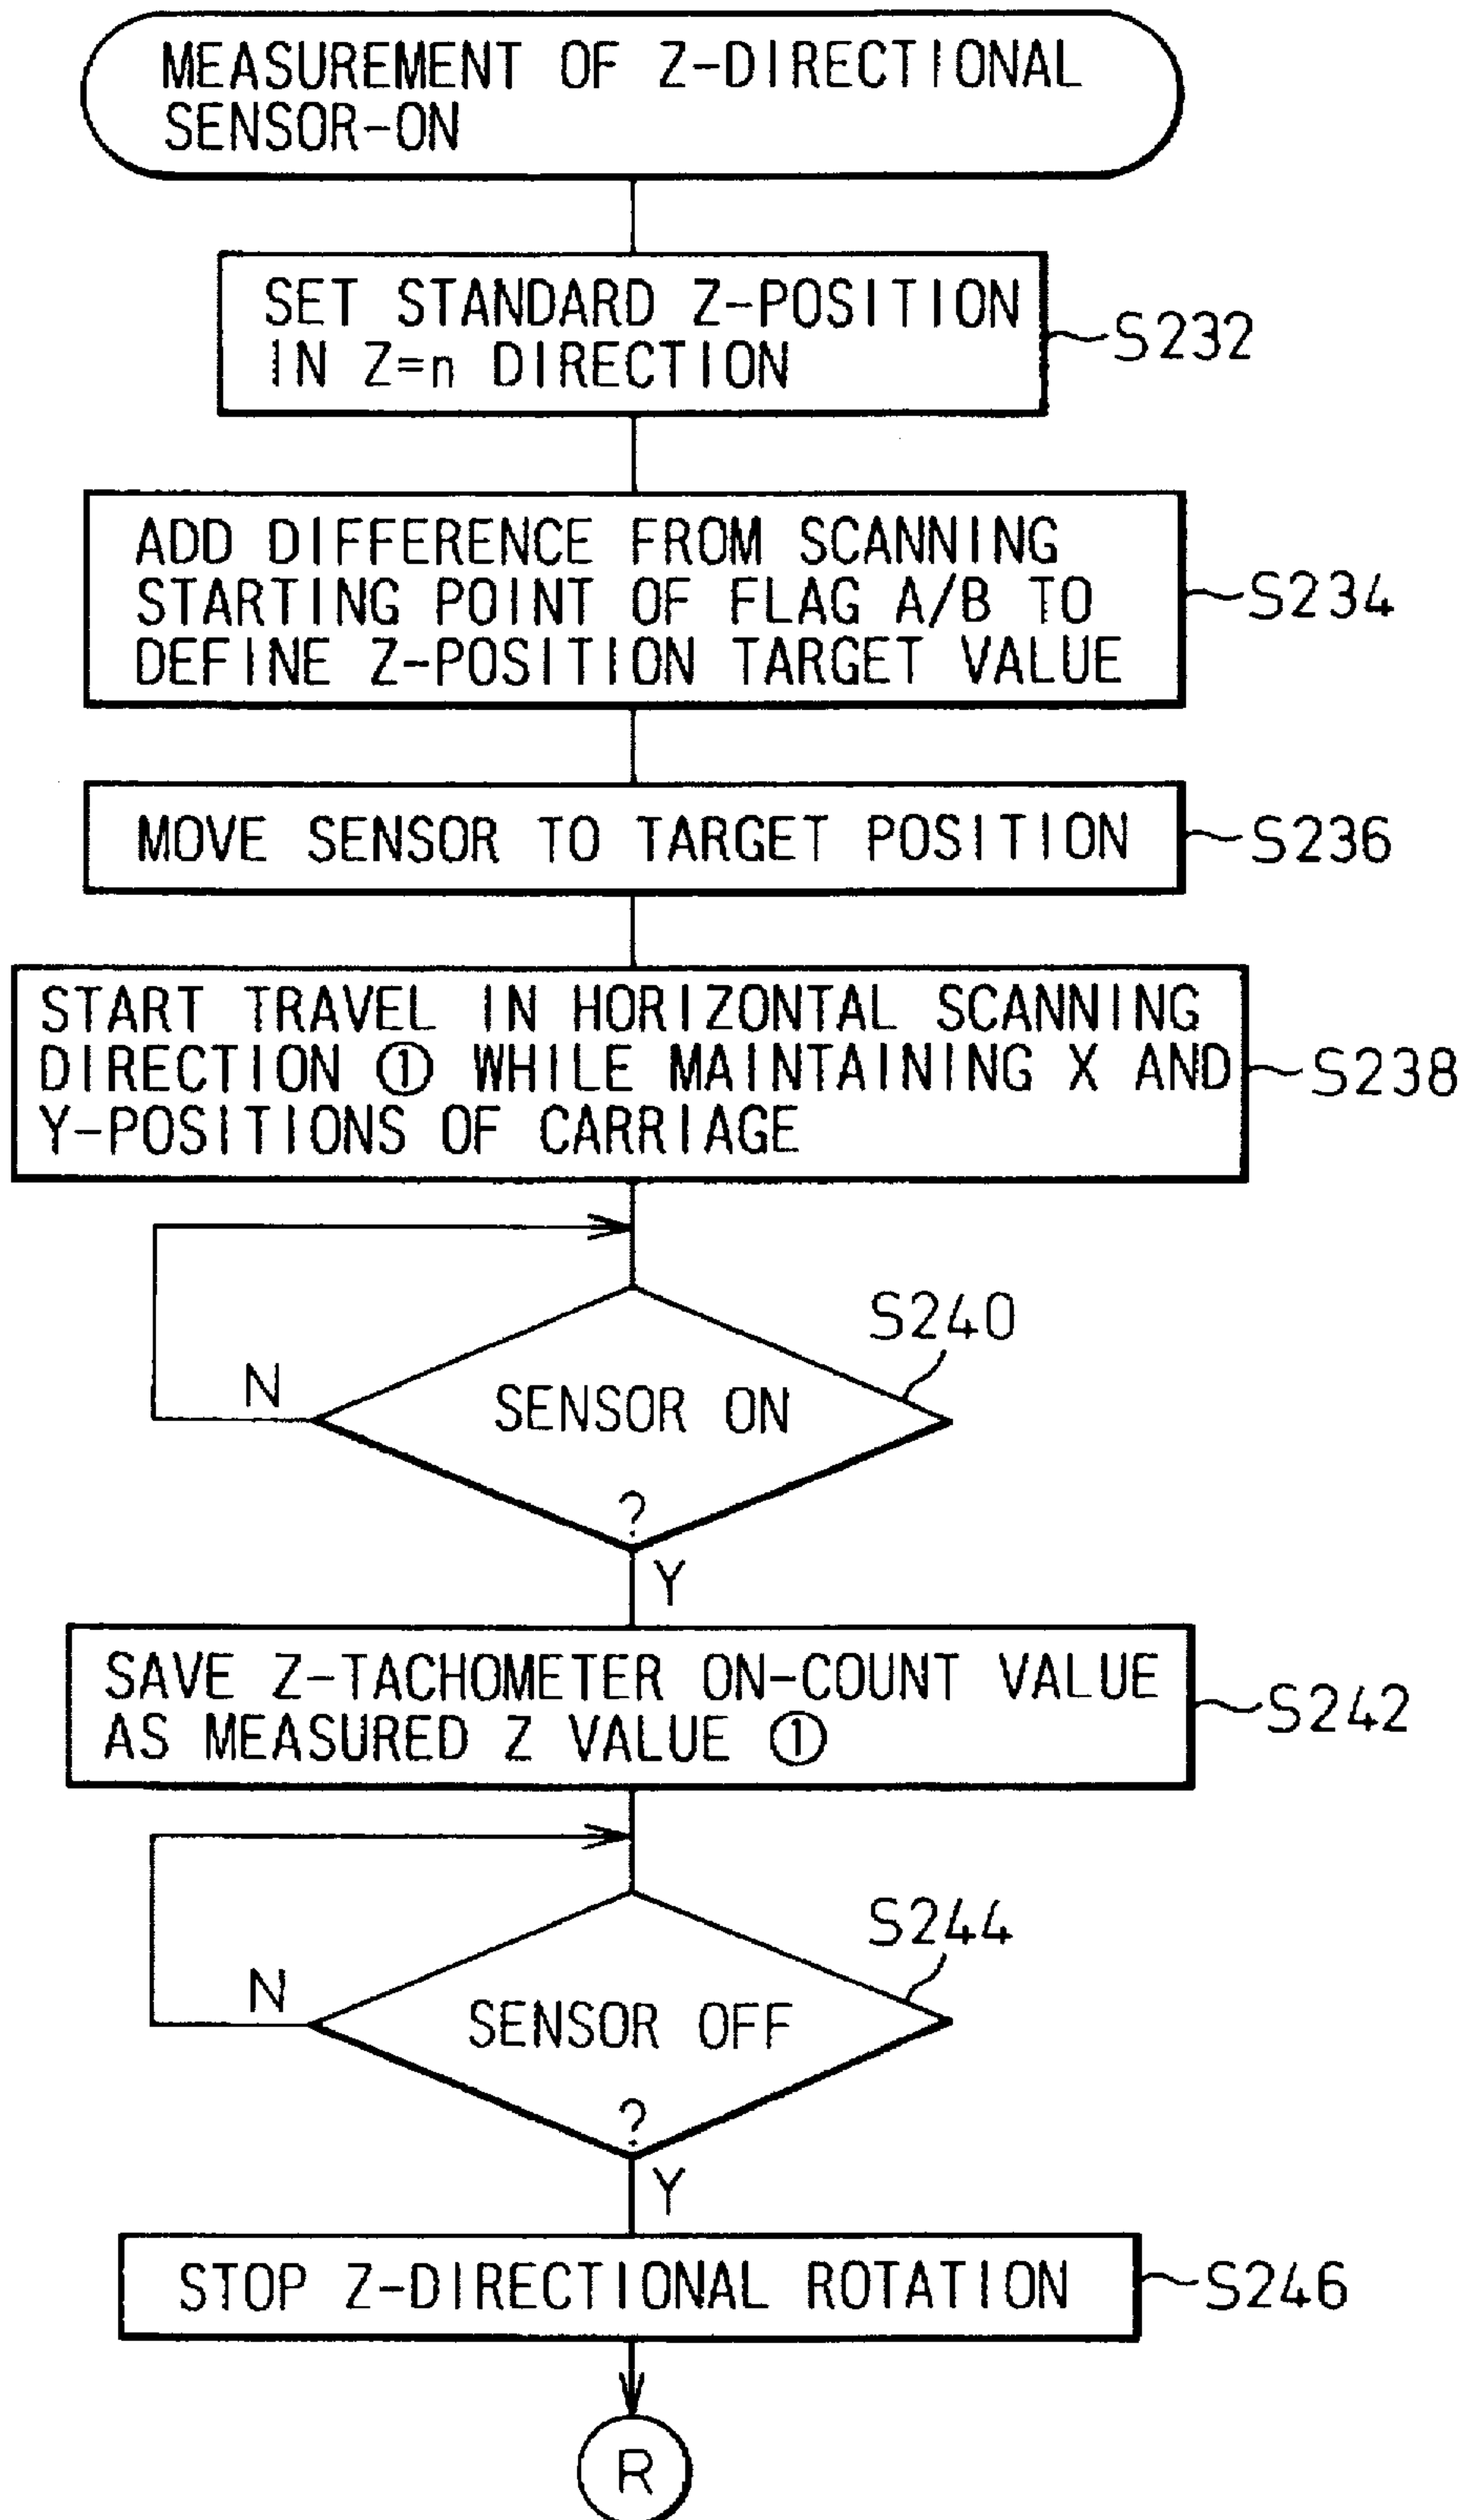 MEASUREMENT OF Z-DIRECTIONAL
SENSOR-ON
SET STANDARD Z-POSITION
IN Z=n DIRECTION
S232
ADD DIFFERENCE FROM SCANNING
STARTING POINT OF FLAG A/B TO
DEFINE Z-POSITION TARGET VALUE
S234
MOVE SENSOR TO TARGET POSITION
S236
START TRAVEL IN HORIZONTAL SCANNING
DIRECTION ① WHILE MAINTAINING X AND
Y-POSITIONS OF CARRIAGE
S238
S240
N
SENSOR ON
?
Y
SAVE Z-TACHOMETER ON-COUNT VALUE
AS MEASURED Z VALUE ①
S242
S244
N
SENSOR OFF
?
Y
STOP Z-DIRECTIONAL ROTATION
S246
R